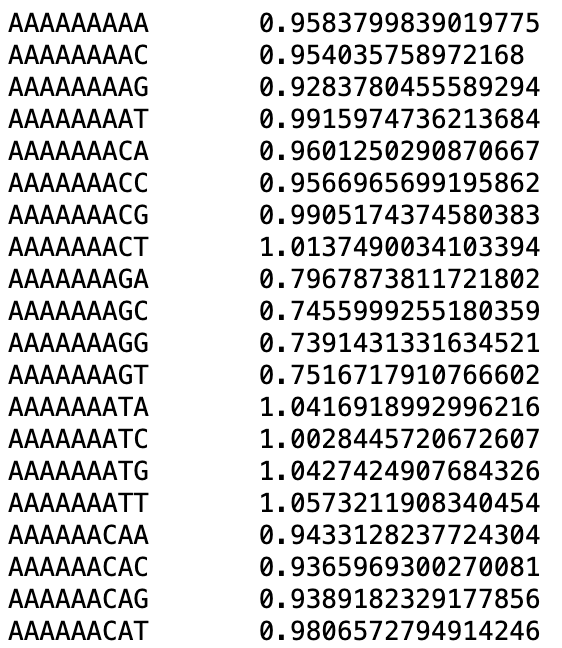 AAAAAAAAA 0.9583799839019775
AAAAAAAAC 0.954035758972168
AAAAAAAAG 0.9283780455589294
AAAAAAAAT 0.9915974736213684
AAAAAAACA 0.9601250290870667
AAAAAAACC 0.9566965699195862
AAAAAAACG 0.9905174374580383
AAAAAAACT 1.0137490034103394
AAAAAAAGA 0.7967873811721802
AAAAAAAGC 0.7455999255180359
AAAAAAAGG 0.7391431331634521
AAAAAAAGT 0.7516717910766602
AAAAAAATA 1.0416918992996216
AAAAAAATC 1.0028445720672607
AAAAAAATG 1.0427424907684326
AAAAAAATT 1.0573211908340454
AAAAAACAA 0.9433128237724304
AAAAAACAC 0.9365969300270081
AAAAAACAG 0.9389182329177856
AAAAAACAT 0.9806572794914246